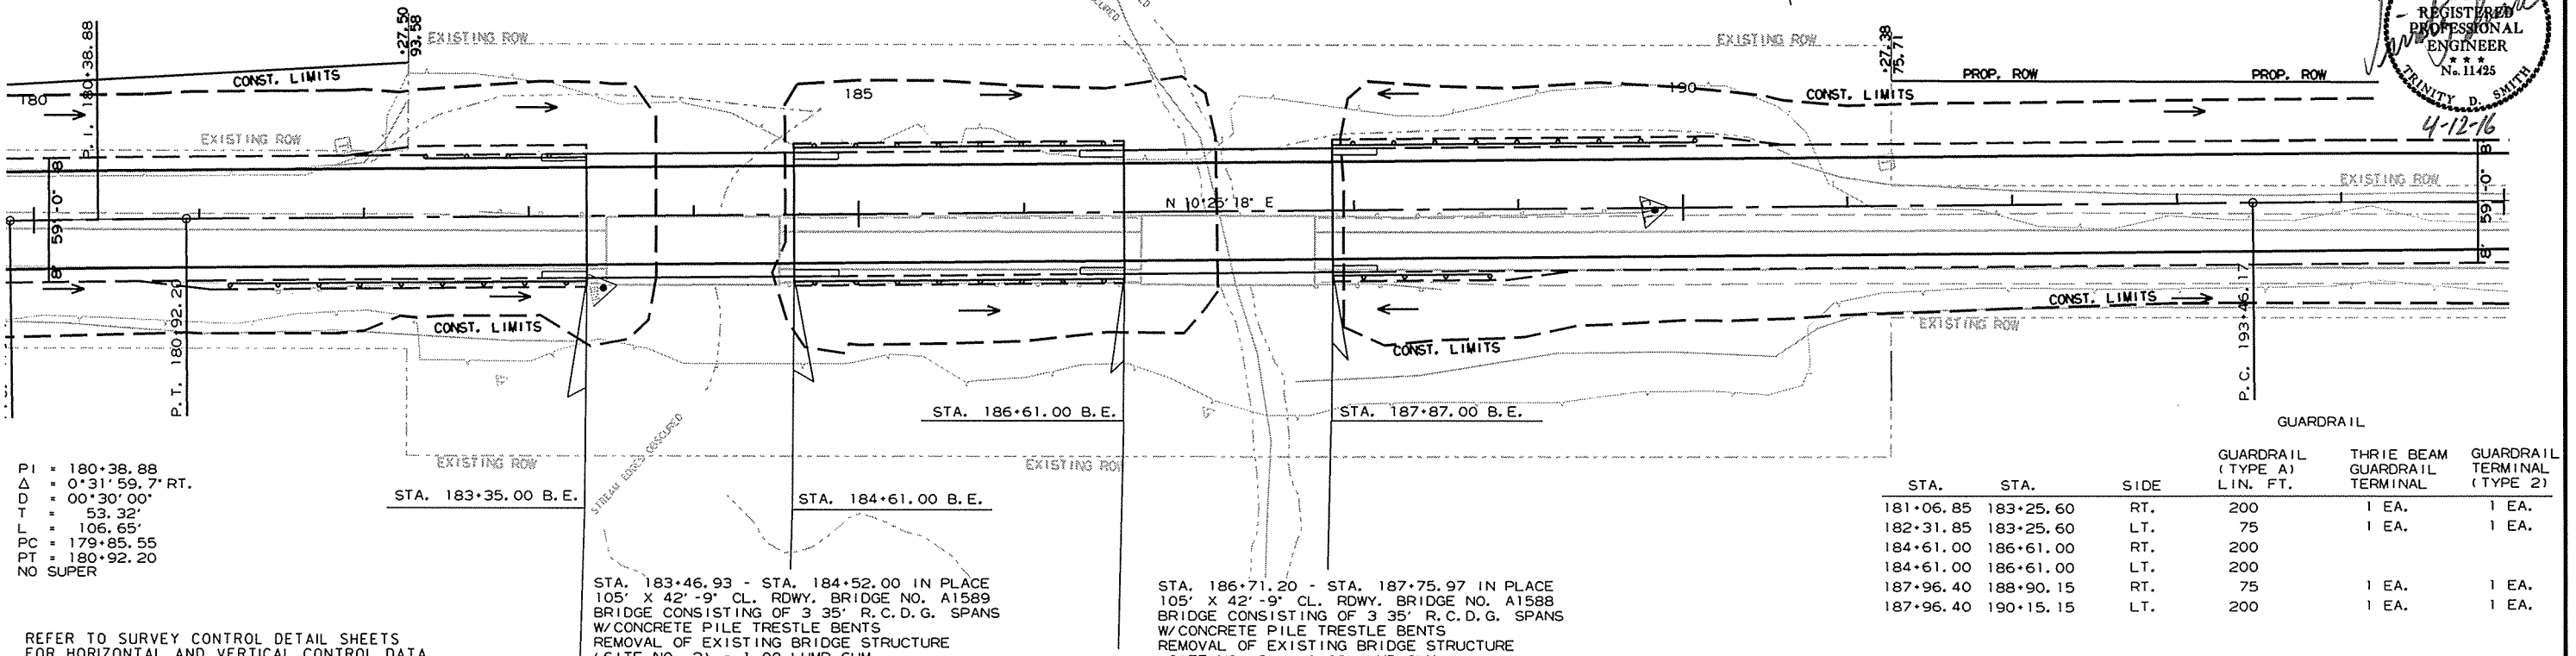 +27.50
93.58
EXISTING ROW
EXISTING ROW
+27.38
75.71
REGISTERED
PROFESSIONAL
ENGINEER
★ ★ ★
No. 11425
TRINITY D. SMITH
4-12-16
P.I. 180+38.88
CONST. LIMITS
PROP. ROW
PROP. ROW
180
185
190
CONST. LIMITS
EXISTING ROW
8'
59'-0"
8'
N 10°25'18" E
EXISTING ROW
8'
59'-0"
8'
P.T. 180+92.20
CONST. LIMITS
CONST. LIMITS
CONST. LIMITS
EXISTING ROW
P.C. 193+46.17
STA. 186+61.00 B.E.
STA. 187+87.00 B.E.
EXISTING ROW
EXISTING ROW
STREAM EDGES OBSCURED
STA. 183+35.00 B.E.
STA. 184+61.00 B.E.
PI = 180+38.88
Δ = 0°31'59.7" RT.
D = 00°30'00"
T = 53.32'
L = 106.65'
PC = 179+85.55
PT = 180+92.20
NO SUPER
REFER TO SURVEY CONTROL DETAIL SHEETS
FOR HORIZONTAL AND VERTICAL CONTROL DATA
STA. 183+46.93 - STA. 184+52.00 IN PLACE
105' X 42'-9" CL. RDWY. BRIDGE NO. A1589
BRIDGE CONSISTING OF 3 35' R.C.D.G. SPANS
W/CONCRETE PILE TRESTLE BENTS
REMOVAL OF EXISTING BRIDGE STRUCTURE
STA. 186+71.20 - STA. 187+75.97 IN PLACE
105' X 42'-9" CL. RDWY. BRIDGE NO. A1588
BRIDGE CONSISTING OF 3 35' R.C.D.G. SPANS
W/CONCRETE PILE TRESTLE BENTS
REMOVAL OF EXISTING BRIDGE STRUCTURE
GUARDRAIL
GUARDRAIL THRIE BEAM GUARDRAIL
(TYPE A) GUARDRAIL TERMINAL
STA. STA. SIDE LIN. FT. TERMINAL (TYPE 2)
181+06.85 183+25.60 RT. 200 1 EA. 1 EA.
182+31.85 183+25.60 LT. 75 1 EA. 1 EA.
184+61.00 186+61.00 RT. 200
184+61.00 186+61.00 LT. 200
187+96.40 188+90.15 RT. 75 1 EA. 1 EA.
187+96.40 190+15.15 LT. 200 1 EA. 1 EA.